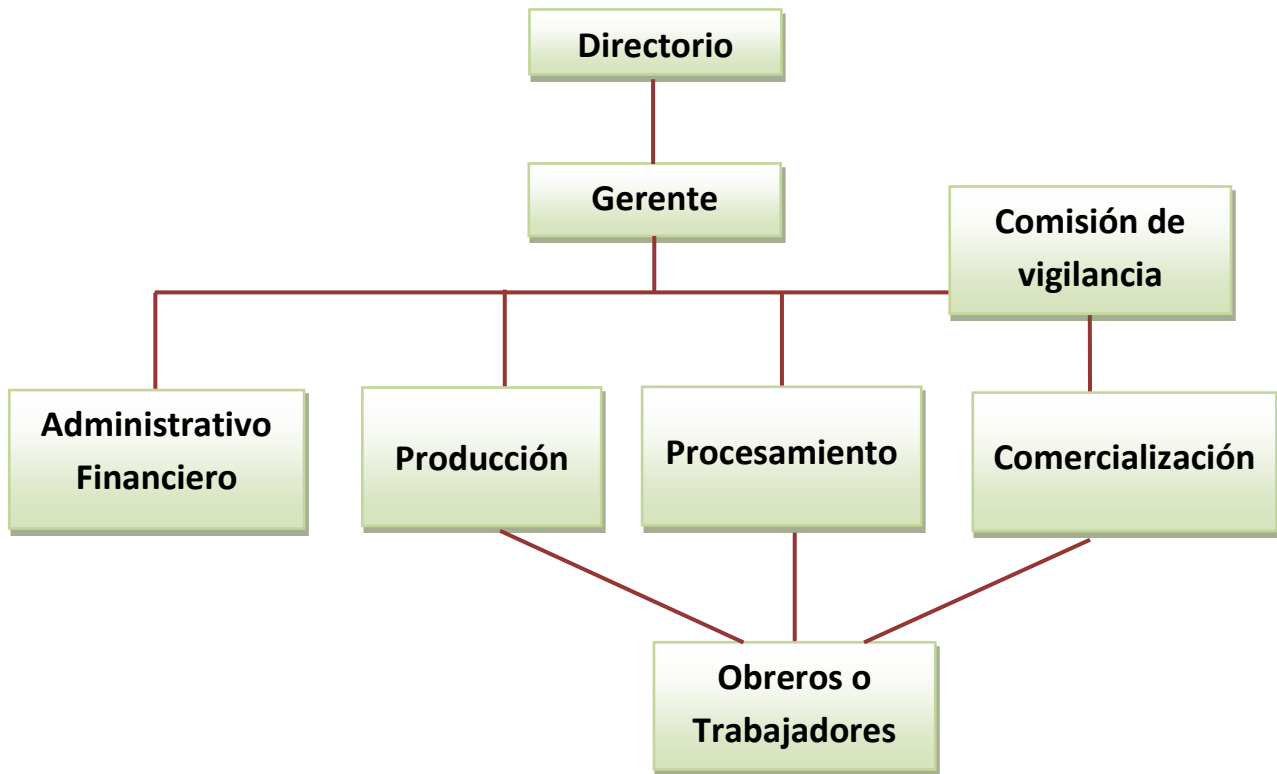 Directorio
Gerente
Comisión de
vigilancia
Administrativo
Financiero
Producción
Procesamiento
Comercialización
Obreros o
Trabajadores